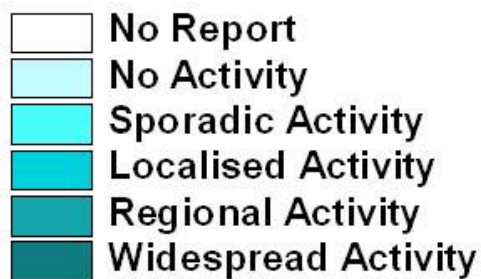 No Report
No Activity
Sporadic Activity
Localised Activity
Regional Activity
Widespread Activity